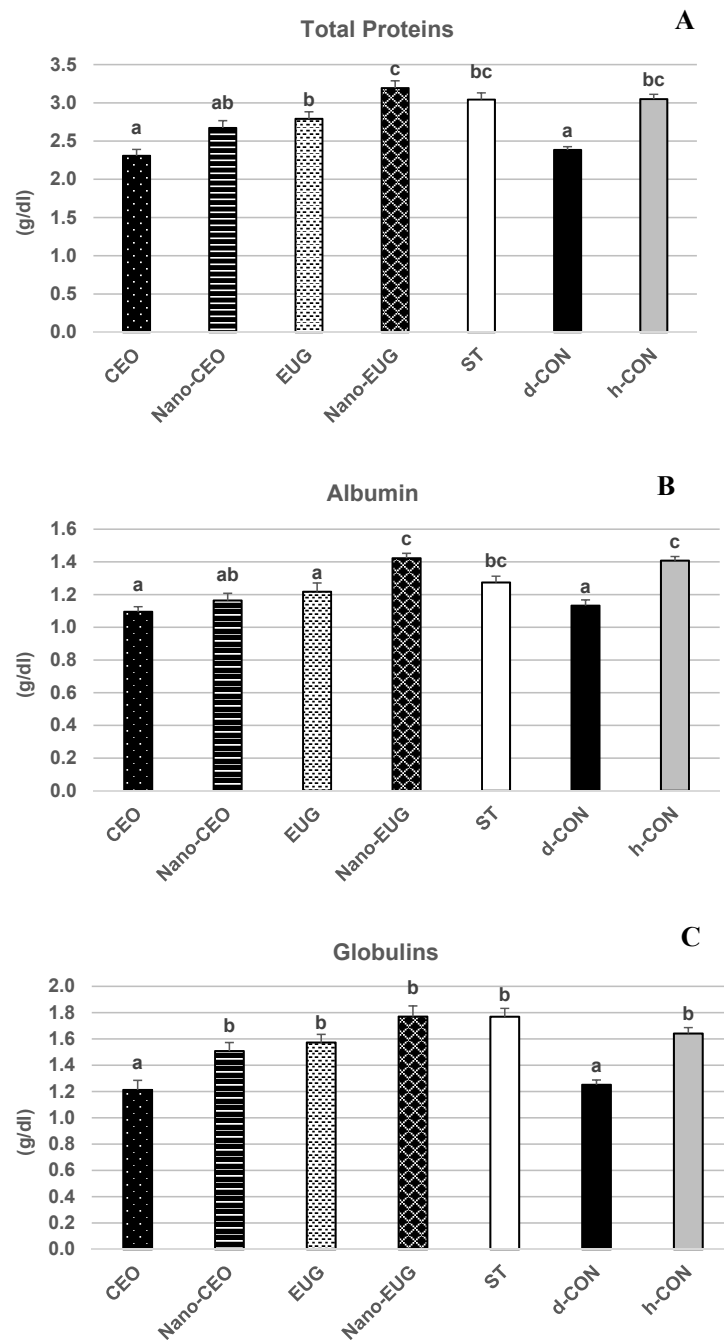 Total Proteins
A
(g/dl)
3.5
3.0
2.5
2.0
1.5
1.0
0.5
0.0
a
ab
b
c
bc
a
bc
CEO
Nano-CEO
EUG
Nano-EUG
ST
d-CON
h-CON
Albumin
B
(g/dl)
1.6
1.4
1.2
1.0
0.8
0.6
0.4
0.2
0.0
a
ab
a
c
bc
a
c
CEO
Nano-CEO
EUG
Nano-EUG
ST
d-CON
h-CON
Globulins
C
(g/dl)
2.0
1.8
1.6
1.4
1.2
1.0
0.8
0.6
0.4
0.2
0.0
a
b
b
b
b
a
b
CEO
Nano-CEO
EUG
Nano-EUG
ST
d-CON
h-CON